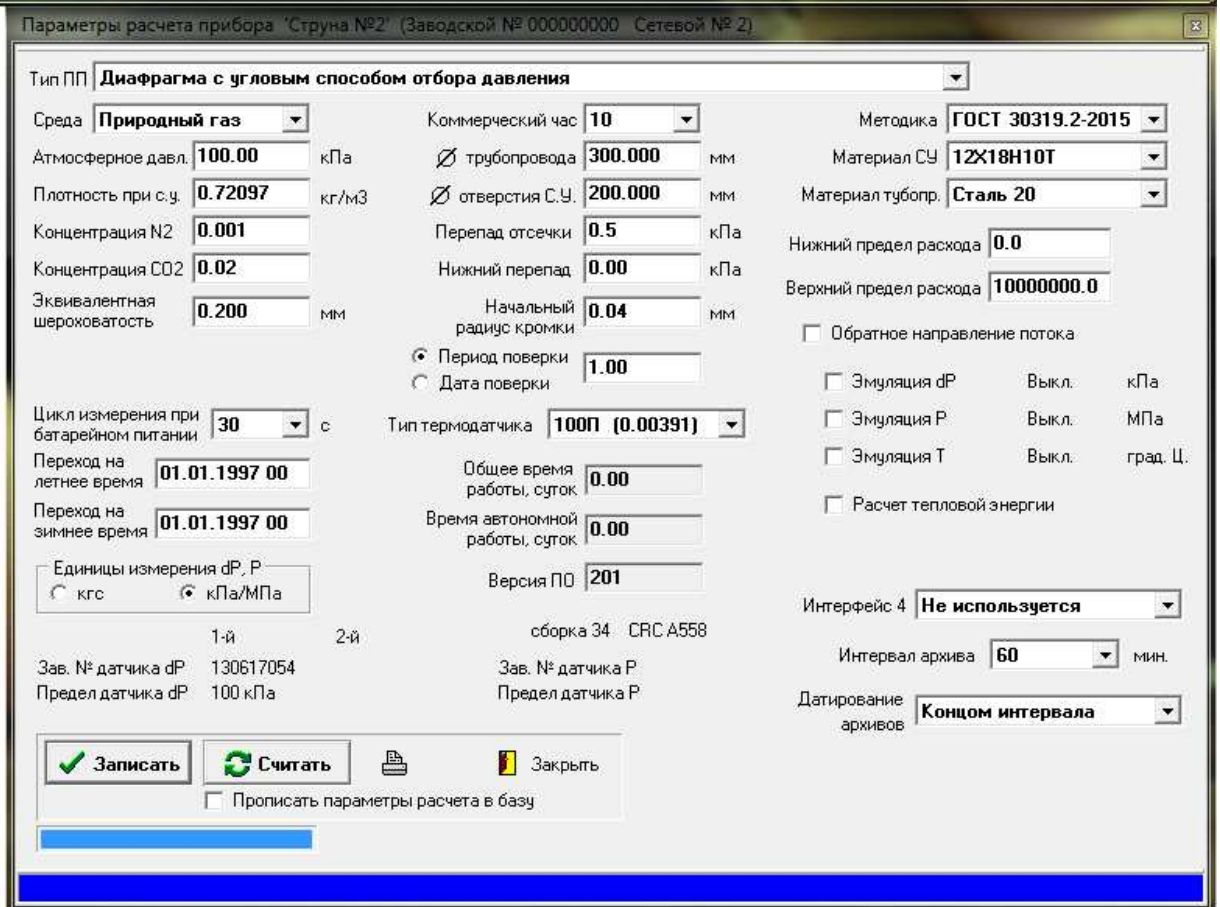 Параметры расчета прибора 'Струна №2' (Заводской № 000000000 Сетевой № 2)
Тип ПП Диафрагма с угловым способом отбора давления
Среда Природный газ
Атмосферное давл. 100.00 кПа
Плотность при с.у. 0.72097 кг/м3
Концентрация N2 0.001
Концентрация CO2 0.02
Эквивалентная
шероховатость 0.200 мм
Коммерческий час 10
Ø трубопровода 300.000 мм
Ø отверстия С.У. 200.000 мм
Перепад отсечки 0.5 кПа
Нижний перепад 0.00 кПа
Начальный
радиус кромки 0.04 мм
Период поверки 1.00
Дата поверки
Методика ГОСТ 30319.2-2015
Материал СУ 12Х18Н10Т
Материал тубопр. Сталь 20
Нижний предел расхода 0.0
Верхний предел расхода 10000000.0
Обратное направление потока
Эмуляция dP Выкл. кПа
Эмуляция P Выкл. МПа
Эмуляция T Выкл. град. Ц.
Расчет тепловой энергии
Цикл измерения при
батарейном питании 30 с
Переход на
летнее время 01.01.1997 00
Переход на
зимнее время 01.01.1997 00
Единицы измерения dP, P
кгс кПа/МПа
Тип термодатчика 100П (0.00391)
Общее время
работы, суток 0.00
Время автономной
работы, суток 0.00
Версия ПО 201
сборка 34 CRC A558
1-й 2-й
Зав. № датчика dP 130617054
Предел датчика dP 100 кПа
Зав. № датчика P
Предел датчика P
Интерфейс 4 Не используется
Интервал архива 60 мин.
Датирование
архивов Концом интервала
Записать Считать Закрыть
Прописать параметры расчета в базу